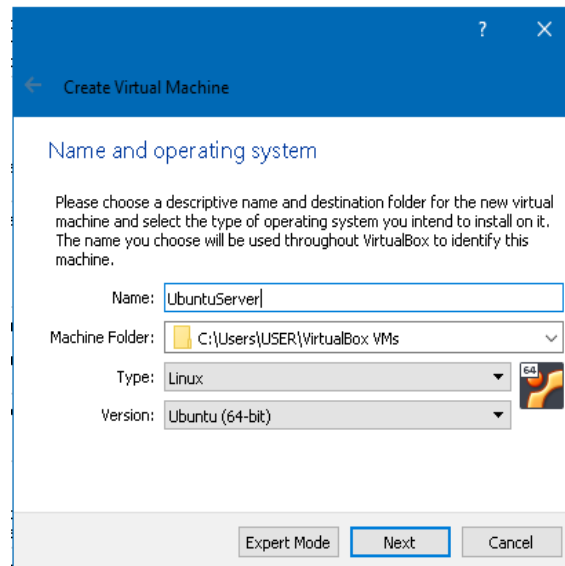 ?
Create Virtual Machine
Name and operating system
Please choose a descriptive name and destination folder for the new virtual
machine and select the type of operating system you intend to install on it.
The name you choose will be used throughout VirtualBox to identify this
machine.
Name: UbuntuServer
Machine Folder: C:\Users\USER\VirtualBox VMs
Type: Linux
64
Version: Ubuntu (64-bit)
Expert Mode Next Cancel